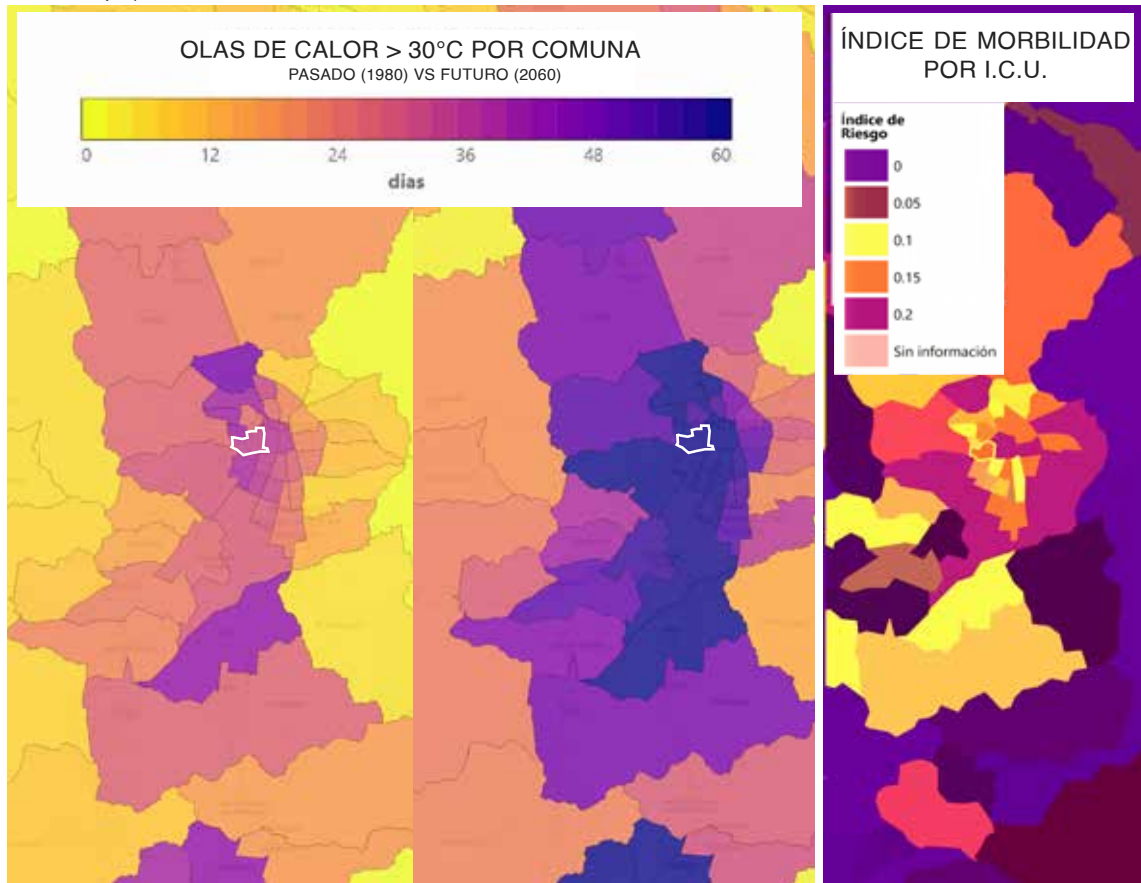 OLAS DE CALOR > 30°C POR COMUNA
PASADO (1980) VS FUTURO (2060)
0 12 24 36 48 60
días
ÍNDICE DE MORBILIDAD
POR I.C.U.
Índice de
Riesgo
0
0.05
0.1
0.15
0.2
Sin información